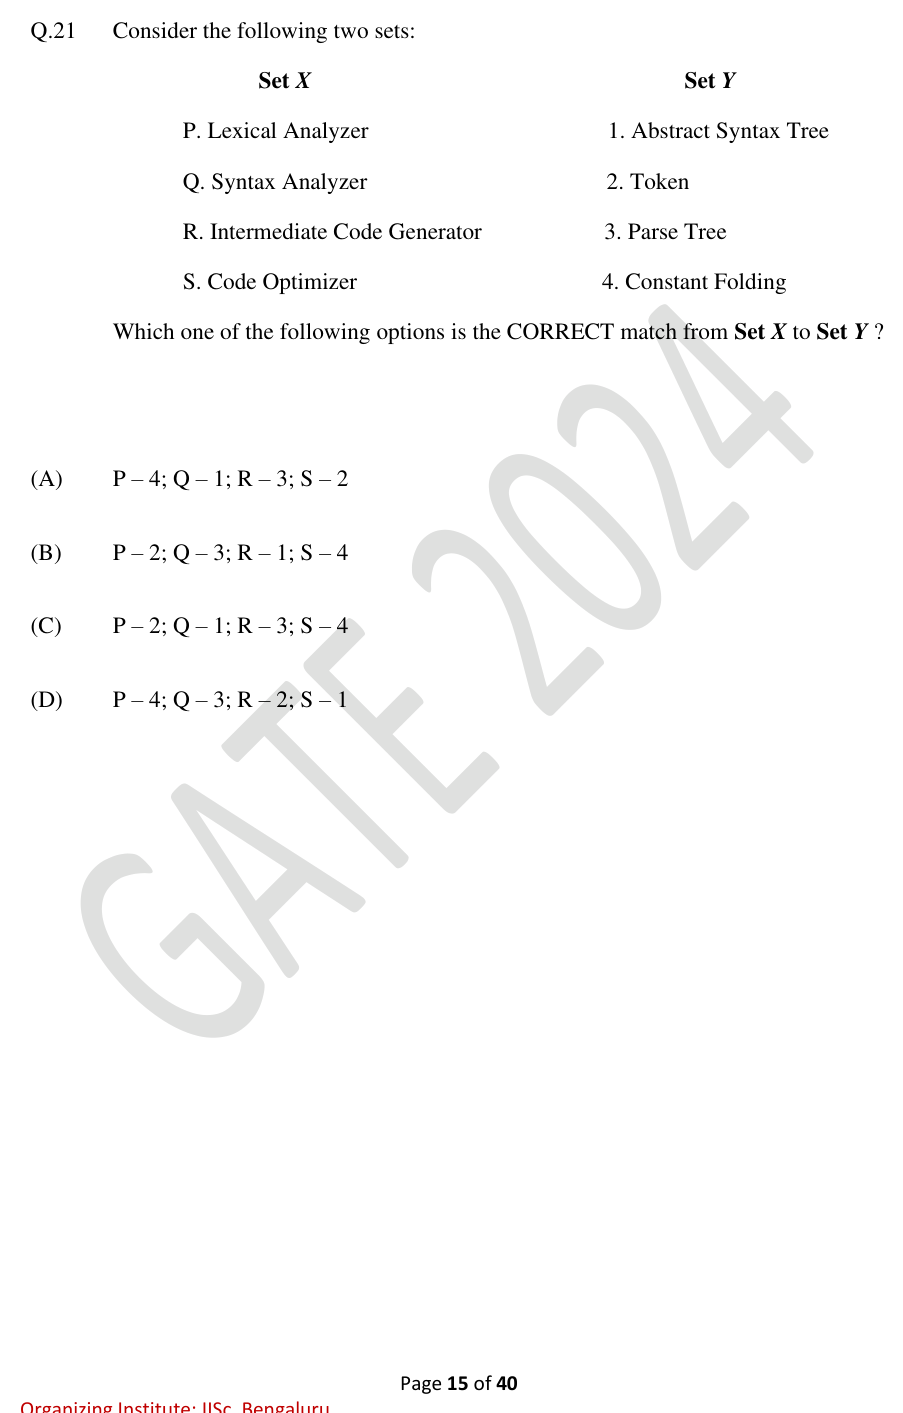 Q.21 Consider the following two sets:
Set X Set Y
P. Lexical Analyzer 1. Abstract Syntax Tree
Q. Syntax Analyzer 2. Token
R. Intermediate Code Generator 3. Parse Tree
S. Code Optimizer 4. Constant Folding
Which one of the following options is the CORRECT match from Set X to Set Y ?
(A) P – 4; Q – 1; R – 3; S – 2
(B) P – 2; Q – 3; R – 1; S – 4
(C) P – 2; Q – 1; R – 3; S – 4
(D) P – 4; Q – 3; R – 2; S – 1
GATE 2024
Page 15 of 40
Organizing Institute: IISc, Bengaluru